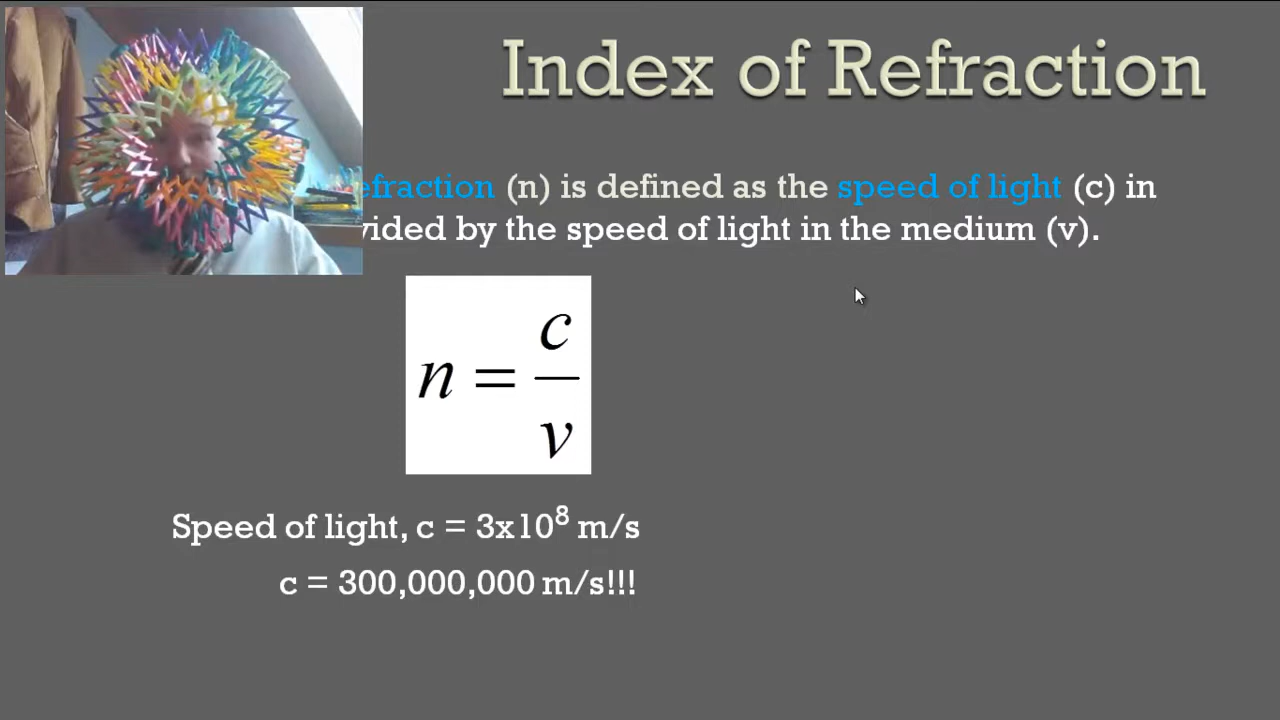 Index of Refraction
efraction (n) is defined as the speed of light (c) in
vided by the speed of light in the medium (v).
n = c/v
Speed of light, c = 3x10⁸ m/s
c = 300,000,000 m/s!!!